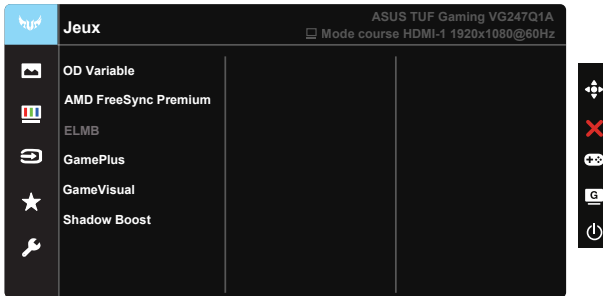 TUF
Jeux
ASUS TUF Gaming VG247Q1A
Mode course HDMI-1 1920x1080@60Hz
OD Variable
AMD FreeSync Premium
ELMB
GamePlus
GameVisual
Shadow Boost
G